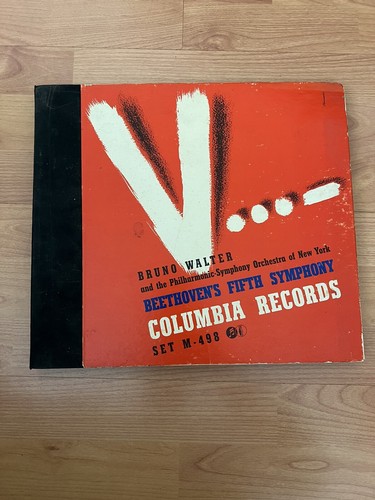 V...–
BRUNO WALTER
and the Philharmonic-Symphony Orchestra of New York
BEETHOVEN'S FIFTH SYMPHONY
COLUMBIA RECORDS
SET M-498